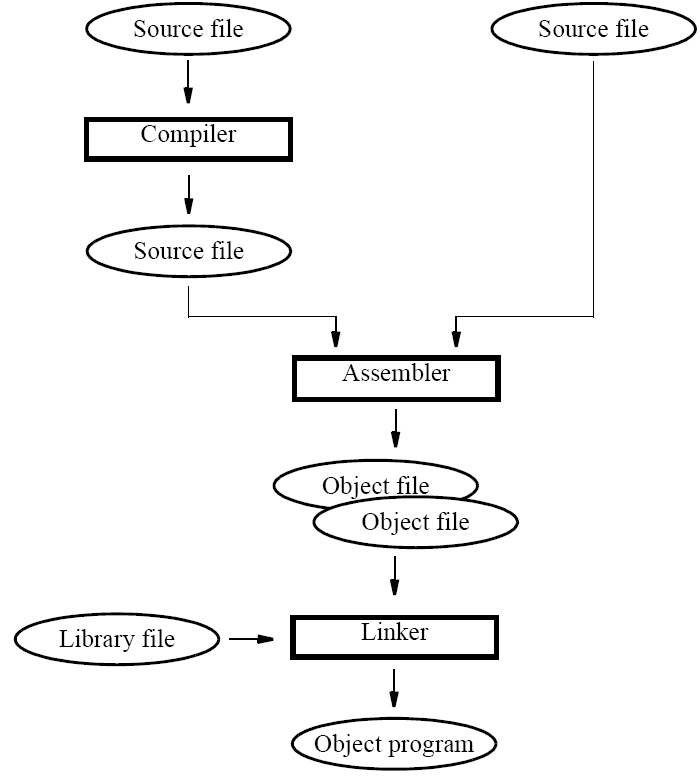 Source file
Source file
Compiler
Source file
Assembler
Object file
Object file
Library file
Linker
Object program